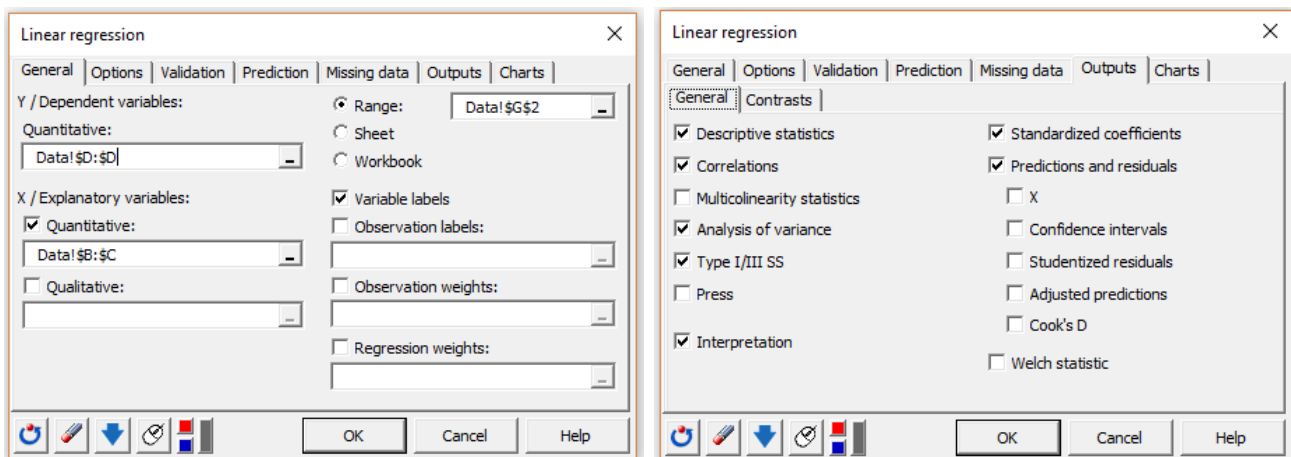 Linear regression
General Options Validation Prediction Missing data Outputs Charts
Y / Dependent variables:
Quantitative:
Data!$D:$D
X / Explanatory variables:
Quantitative:
Data!$B:$C
Qualitative:
Range:
Data!$G$2
Sheet
Workbook
Variable labels
Observation labels:
Observation weights:
Regression weights:
OK Cancel Help
Linear regression
General Options Validation Prediction Missing data Outputs Charts
General Contrasts
Descriptive statistics
Correlations
Multicolinearity statistics
Analysis of variance
Type I/III SS
Press
Interpretation
Standardized coefficients
Predictions and residuals
X
Confidence intervals
Studentized residuals
Adjusted predictions
Cook's D
Welch statistic
OK Cancel Help